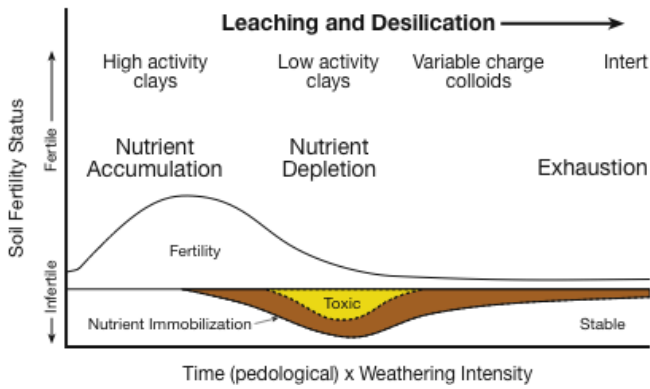 Leaching and Desilication
High activity
clays
Low activity
clays
Variable charge
colloids
Intert
Nutrient
Accumulation
Nutrient
Depletion
Exhaustion
Soil Fertility Status
Fertile
Infertile
Fertility
Toxic
Nutrient Immobilization
Stable
Time (pedological) x Weathering Intensity